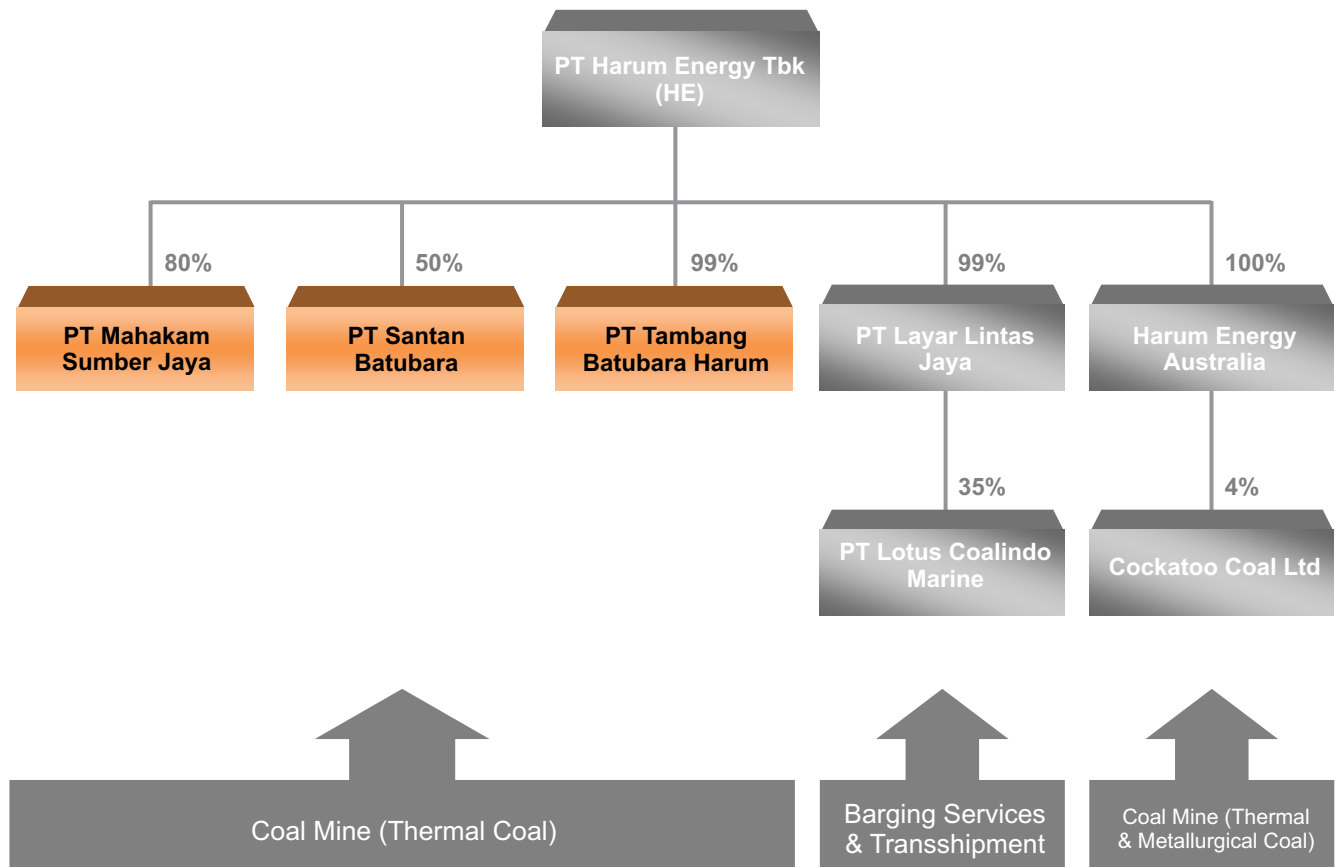 PT Harum Energy Tbk
(HE)
80%
50%
99%
99%
100%
PT Mahakam
Sumber Jaya
PT Santan
Batubara
PT Tambang
Batubara Harum
PT Layar Lintas
Jaya
Harum Energy
Australia
35%
4%
PT Lotus Coalindo
Marine
Cockatoo Coal Ltd
Coal Mine (Thermal Coal)
Barging Services
& Transshipment
Coal Mine (Thermal
& Metallurgical Coal)